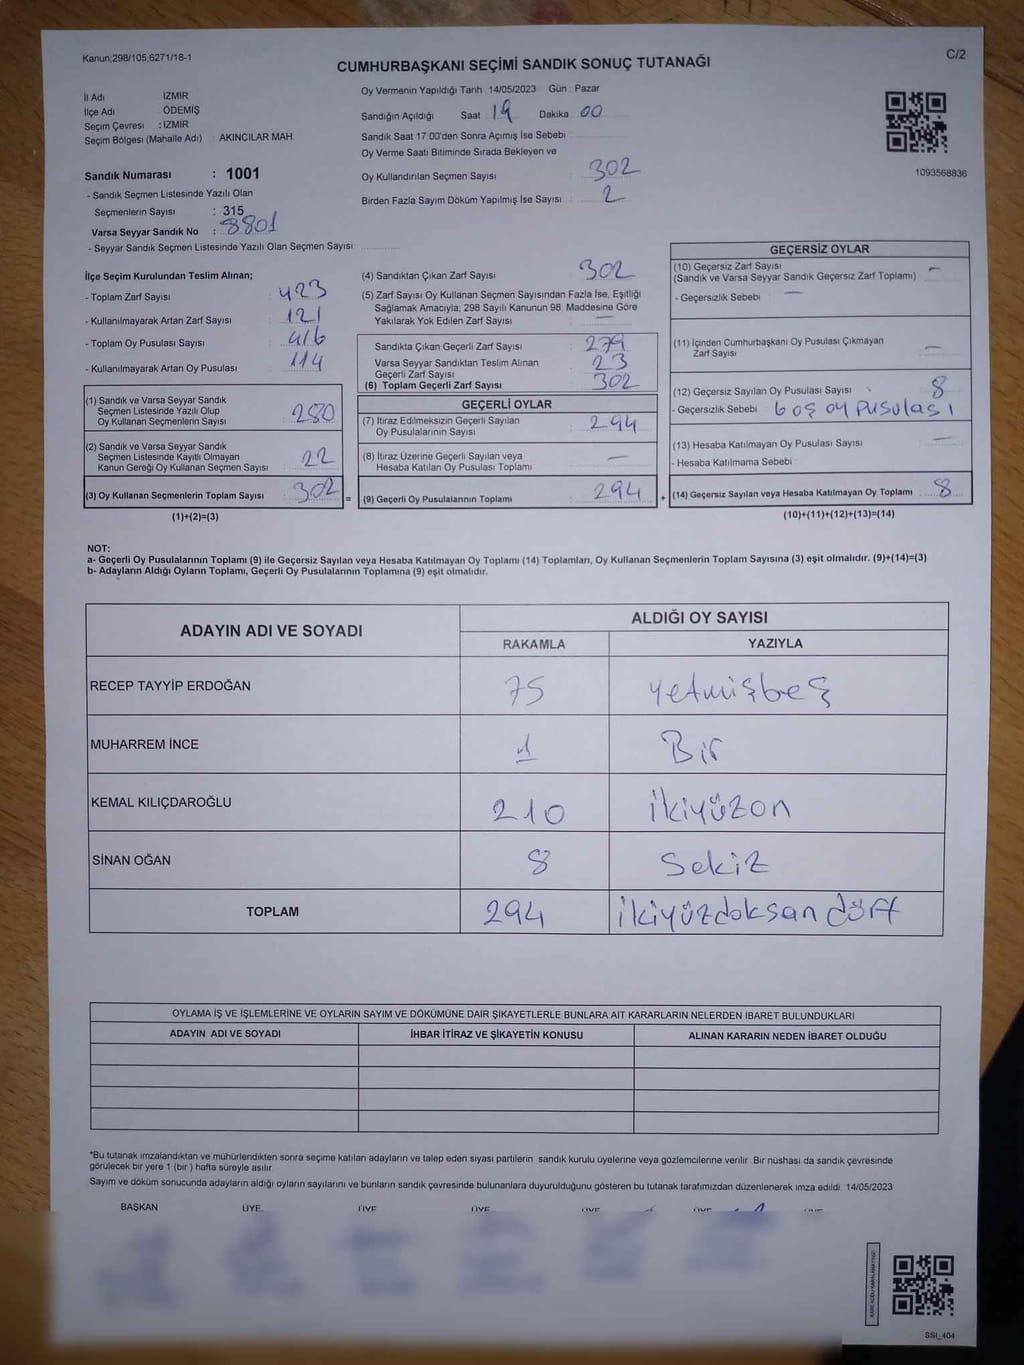 Kanun,298/105,6271/18-1
C/2
CUMHURBAŞKANI SEÇİMİ SANDIK SONUÇ TUTANAĞI
İl Adı İZMİR
İlçe Adı ÖDEMİŞ
Seçim Çevresi : İZMİR
Seçim Bölgesi (Mahalle Adı) : AKINCILAR MAH.
Sandık Numarası : 1001
- Sandık Seçmen Listesinde Yazılı Olan
Seçmenlerin Sayısı : 315
Varsa Seyyar Sandık No : 8801
- Seyyar Sandık Seçmen Listesinde Yazılı Olan Seçmen Sayısı
Oy Vermenin Yapıldığı Tarih : 14/05/2023 Gün : Pazar
Sandığın Açıldığı Saat 19 Dakika 00
Sandık Saat 17:00'den Sonra Açımış İse Sebebi
Oy Verme Saati Bitiminde Sırada Bekleyen ve
Oy Kullandırılan Seçmen Sayısı : 302
Birden Fazla Sayım Döküm Yapılmış İse Sayısı : 2
1093568836
İlçe Seçim Kurulundan Teslim Alınan;
- Toplam Zarf Sayısı : 423
- Kullanılmayarak Artan Zarf Sayısı : 121
- Toplam Oy Pusulası Sayısı : 416
- Kullanılmayarak Artan Oy Pusulası : 114
(1) Sandık ve Varsa Seyyar Sandık
Seçmen Listesinde Yazılı Olup
Oy Kullanan Seçmenlerin Sayısı : 280
(2) Sandık ve Varsa Seyyar Sandık
Seçmen Listesinde Kayıtlı Olmayan
Kanun Gereği Oy Kullanan Seçmen Sayısı : 22
(3) Oy Kullanan Seçmenlerin Toplam Sayısı : 302
(1)+(2)=(3)
(4) Sandıktan Çıkan Zarf Sayısı : 302
(5) Zarf Sayısı Oy Kullanan Seçmen Sayısından Fazla İse, Eşitliği
Sağlamak Amacıyla, 298 Sayılı Kanunun 98. Maddesine Göre
Yakılarak Yok Edilen Zarf Sayısı : —
Sandıkta Çıkan Geçerli Zarf Sayısı : 279
Varsa Seyyar Sandıktan Teslim Alınan
Geçerli Zarf Sayısı : 23
(6) Toplam Geçerli Zarf Sayısı : 302
=
GEÇERLİ OYLAR
(7) İtiraz Edilmeksizin Geçerli Sayılan
Oy Pusulalarının Sayısı : 294
(8) İtiraz Üzerine Geçerli Sayılan veya
Hesaba Katılan Oy Pusulası Toplamı : —
(9) Geçerli Oy Pusulalarının Toplamı : 294
+
GEÇERSİZ OYLAR
(10) Geçersiz Zarf Sayısı : —
(Sandık ve Varsa Seyyar Sandık Geçersiz Zarf Toplamı)
- Geçersizlik Sebebi : —
(11) İçinden Cumhurbaşkanı Oy Pusulası Çıkmayan
Zarf Sayısı : —
(12) Geçersiz Sayılan Oy Pusulası Sayısı : 8
- Geçersizlik Sebebi : boş oy pusulası
(13) Hesaba Katılmayan Oy Pusulası Sayısı : —
- Hesaba Katılmama Sebebi :
(14) Geçersiz Sayılan veya Hesaba Katılmayan Oy Toplamı : 8
(10)+(11)+(12)+(13)=(14)
NOT:
a- Geçerli Oy Pusulalarının Toplamı (9) ile Geçersiz Sayılan veya Hesaba Katılmayan Oy Toplamı (14) Toplamları, Oy Kullanan Seçmenlerin Toplam Sayısına (3) eşit olmalıdır. (9)+(14)=(3)
b- Adayların Aldığı Oyların Toplamı, Geçerli Oy Pusulalarının Toplamına (9) eşit olmalıdır.
ADAYIN ADI VE SOYADI
ALDIĞI OY SAYISI
RAKAMLA YAZIYLA
RECEP TAYYİP ERDOĞAN 75 yetmişbeş
MUHARREM İNCE 1 Bir
KEMAL KILIÇDAROĞLU 210 ikiyüzon
SİNAN OĞAN 8 Sekiz
TOPLAM 294 ikiyüzdoksan dört
OYLAMA İŞ VE İŞLEMLERİNE VE OYLARIN SAYIM VE DÖKÜMÜNE DAİR ŞİKAYETLERLE BUNLARA AİT KARARLARIN NELERDEN İBARET BULUNDUKLARI
ADAYIN ADI VE SOYADI İHBAR İTİRAZ VE ŞİKAYETİN KONUSU ALINAN KARARIN NEDEN İBARET OLDUĞU
*Bu tutanak imzalandıktan ve mühürlendikten sonra seçime katılan adayların ve talep eden siyasi partilerin sandık kurulu üyelerine veya gözlemcilerine verilir. Bir nüshası da sandık çevresinde
görülecek bir yere 1 (bir ) hafta süreyle asılır.
Sayım ve döküm sonucunda adayların aldığı oyların sayılarını ve bunların sandık çevresinde bulunanlara duyurulduğunu gösteren bu tutanak tarafımızdan düzenlenerek imza edildi. 14/05/2023
BAŞKAN ÜYE ÜYE ÜYE ÜYE ÜYE ÜYE
SSI_404